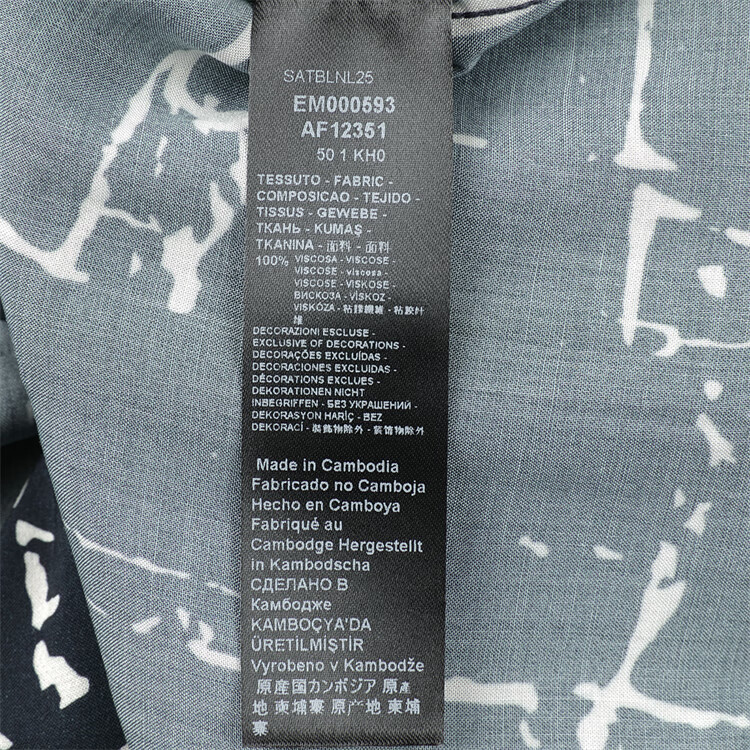 SATBLNL25
EM000593
AF12351
50 1 KH0
TESSUTO - FABRIC -
COMPOSICAO - TEJIDO -
TISSUS - GEWEBE -
ТКАНЬ - KUMAŞ -
TKANINA - 面料 - 面料
100% VISCOSA - VISCOSE -
VISCOSE - viscosa -
VISCOSE - VISKOSE -
ВИСКОЗА - VİSKOZ -
VISKÓZA - 粘膠纖維 - 粘胶纤
维
DECORAZIONI ESCLUSE -
EXCLUSIVE OF DECORATIONS -
DECORAÇÕES EXCLUÍDAS -
DECORACIONES EXCLUIDAS -
DÉCORATIONS EXCLUES -
DEKORATIONEN NICHT
INBEGRIFFEN - БЕЗ УКРАШЕНИЙ -
DEKORASYON HARİÇ - BEZ
DEKORACÍ - 裝飾物除外 - 装饰物除外
Made in Cambodia
Fabricado no Camboja
Hecho en Camboya
Fabriqué au
Cambodge Hergestellt
in Kambodscha
СДЕЛАНО В
Камбодже
KAMBOÇYA'DA
ÜRETİLMİŞTİR
Vyrobeno v Kambodže
原産国カンボジア 原產
地 柬埔寨 原产地 柬埔
寨